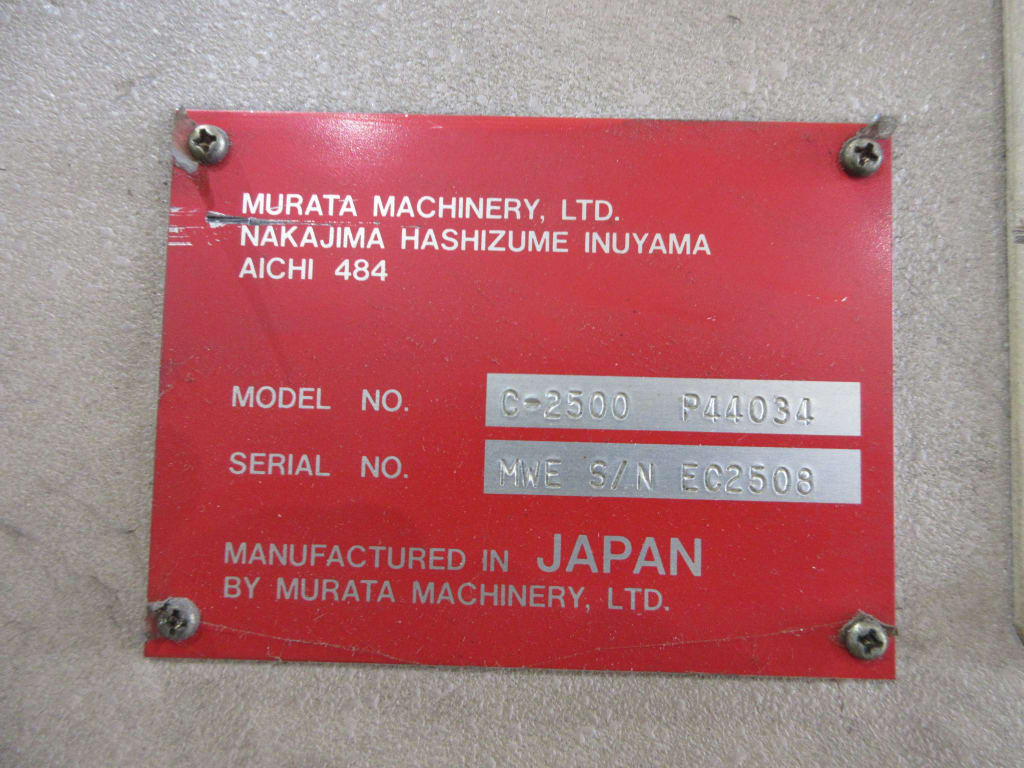 MURATA MACHINERY, LTD.
NAKAJIMA HASHIZUME INUYAMA
AICHI 484
MODEL NO. C-2500 P44034
SERIAL NO. MWE S/N EC2508
MANUFACTURED IN JAPAN
BY MURATA MACHINERY, LTD.